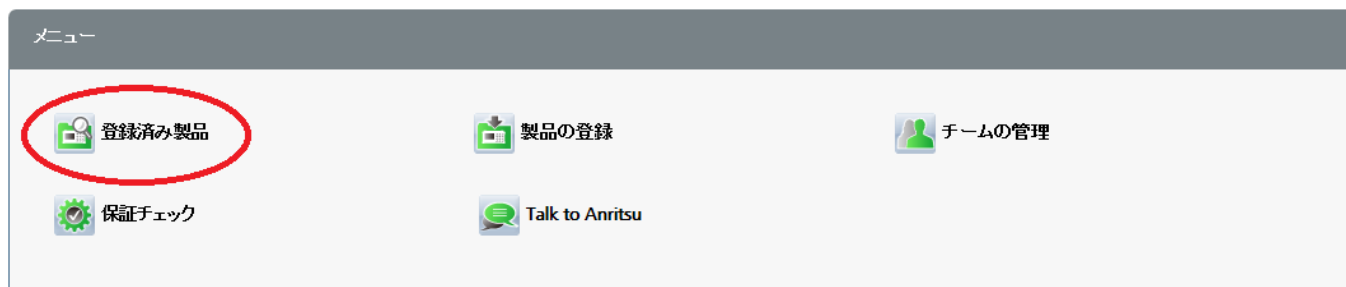 メニュー
登録済み製品
製品の登録
チームの管理
保証チェック
Talk to Anritsu